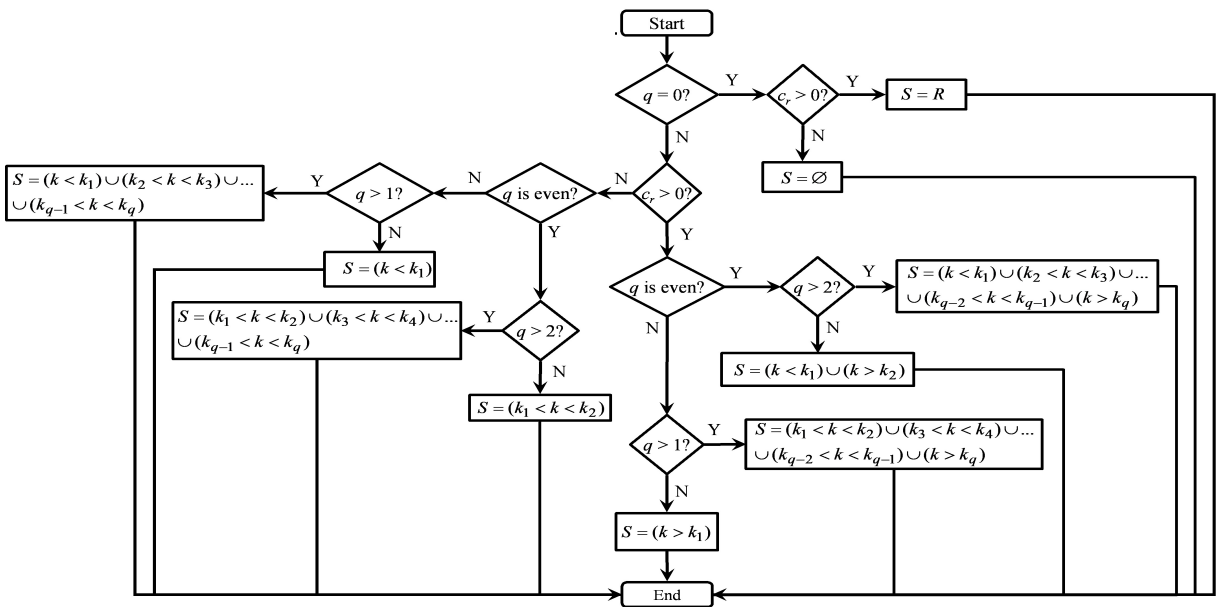 Start
q = 0?
Y
c_r > 0?
Y
S = R
N
N
S = ∅
S = (k < k_1) ∪ (k_2 < k < k_3) ∪ ...
∪ (k_{q−1} < k < k_q)
Y
q > 1?
N
q is even?
N
c_r > 0?
N
Y
Y
S = (k < k_1)
q is even?
Y
q > 2?
Y
S = (k < k_1) ∪ (k_2 < k < k_3) ∪ ...
∪ (k_{q−2} < k < k_{q−1}) ∪ (k > k_q)
S = (k_1 < k < k_2) ∪ (k_3 < k < k_4) ∪ ...
∪ (k_{q−1} < k < k_q)
Y
q > 2?
N
N
N
S = (k < k_1) ∪ (k > k_2)
S = (k_1 < k < k_2)
q > 1?
Y
S = (k_1 < k < k_2) ∪ (k_3 < k < k_4) ∪ ...
∪ (k_{q−2} < k < k_{q−1}) ∪ (k > k_q)
N
S = (k > k_1)
End